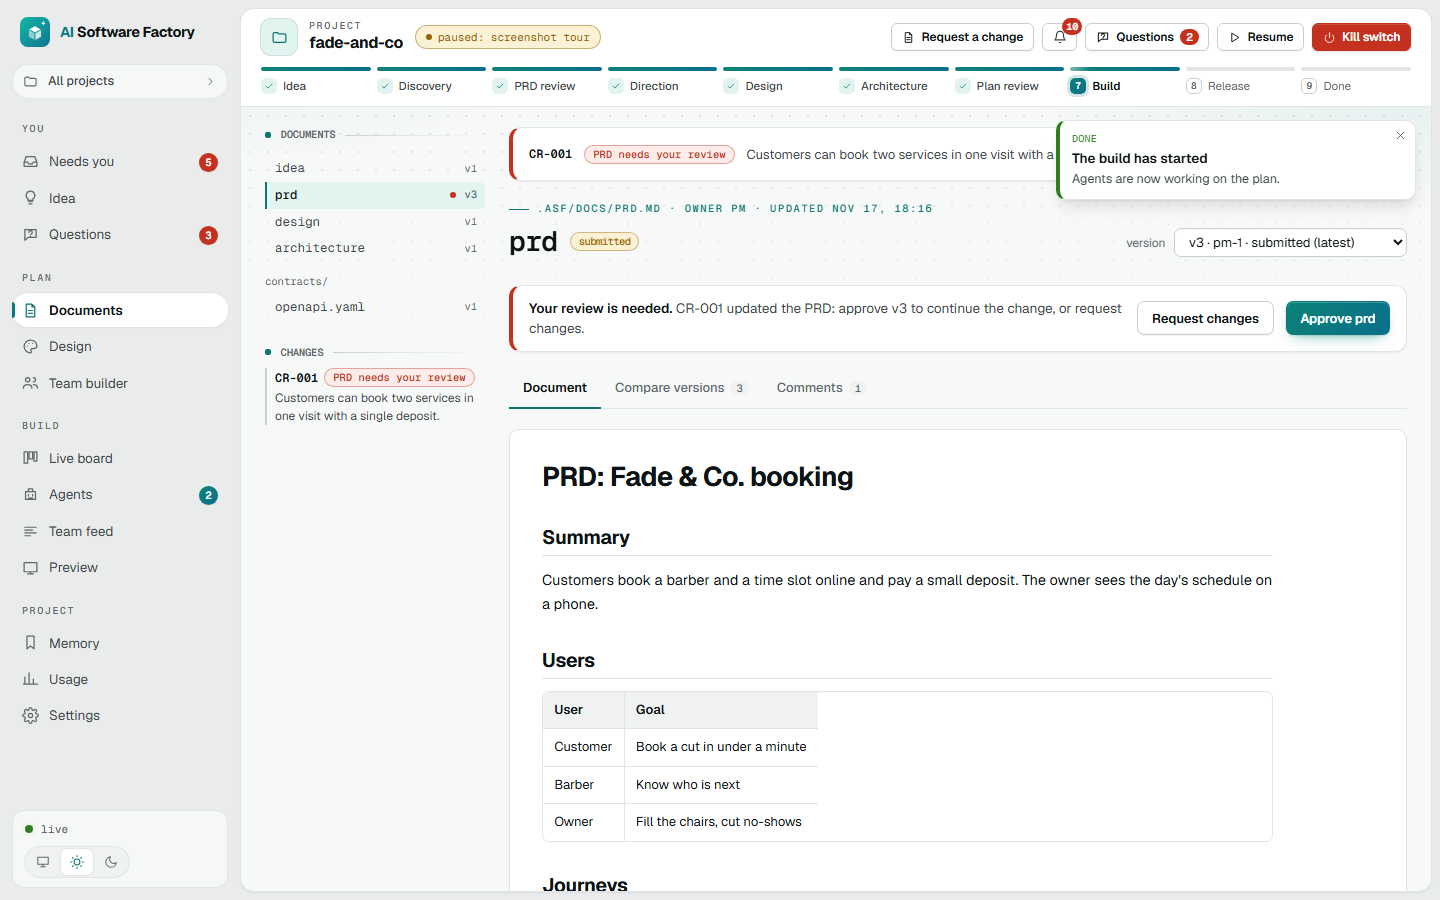 AI Software Factory
All projects
YOU
Needs you 5
Idea
Questions 3
PLAN
Documents
Design
Team builder
BUILD
Live board
Agents 2
Team feed
Preview
PROJECT
Memory
Usage
Settings
live
PROJECT
fade-and-co
paused: screenshot tour
Request a change
10
Questions 2
Resume
Kill switch
Idea
Discovery
PRD review
Direction
Design
Architecture
Plan review
7 Build
8 Release
9 Done
DOCUMENTS
idea v1
prd v3
design v1
architecture v1
contracts/
openapi.yaml v1
CHANGES
CR-001 PRD needs your review
Customers can book two services in
one visit with a single deposit.
CR-001 PRD needs your review Customers can book two services in one visit with a
DONE
The build has started
Agents are now working on the plan.
.ASF/DOCS/PRD.MD · OWNER PM · UPDATED NOV 17, 18:16
prd submitted
version v3 · pm-1 · submitted (latest)
Your review is needed. CR-001 updated the PRD: approve v3 to continue the change, or request
changes.
Request changes
Approve prd
Document
Compare versions 3
Comments 1
PRD: Fade & Co. booking
Summary
Customers book a barber and a time slot online and pay a small deposit. The owner sees the day's schedule on
a phone.
Users
User Goal
Customer Book a cut in under a minute
Barber Know who is next
Owner Fill the chairs, cut no-shows
Journeys